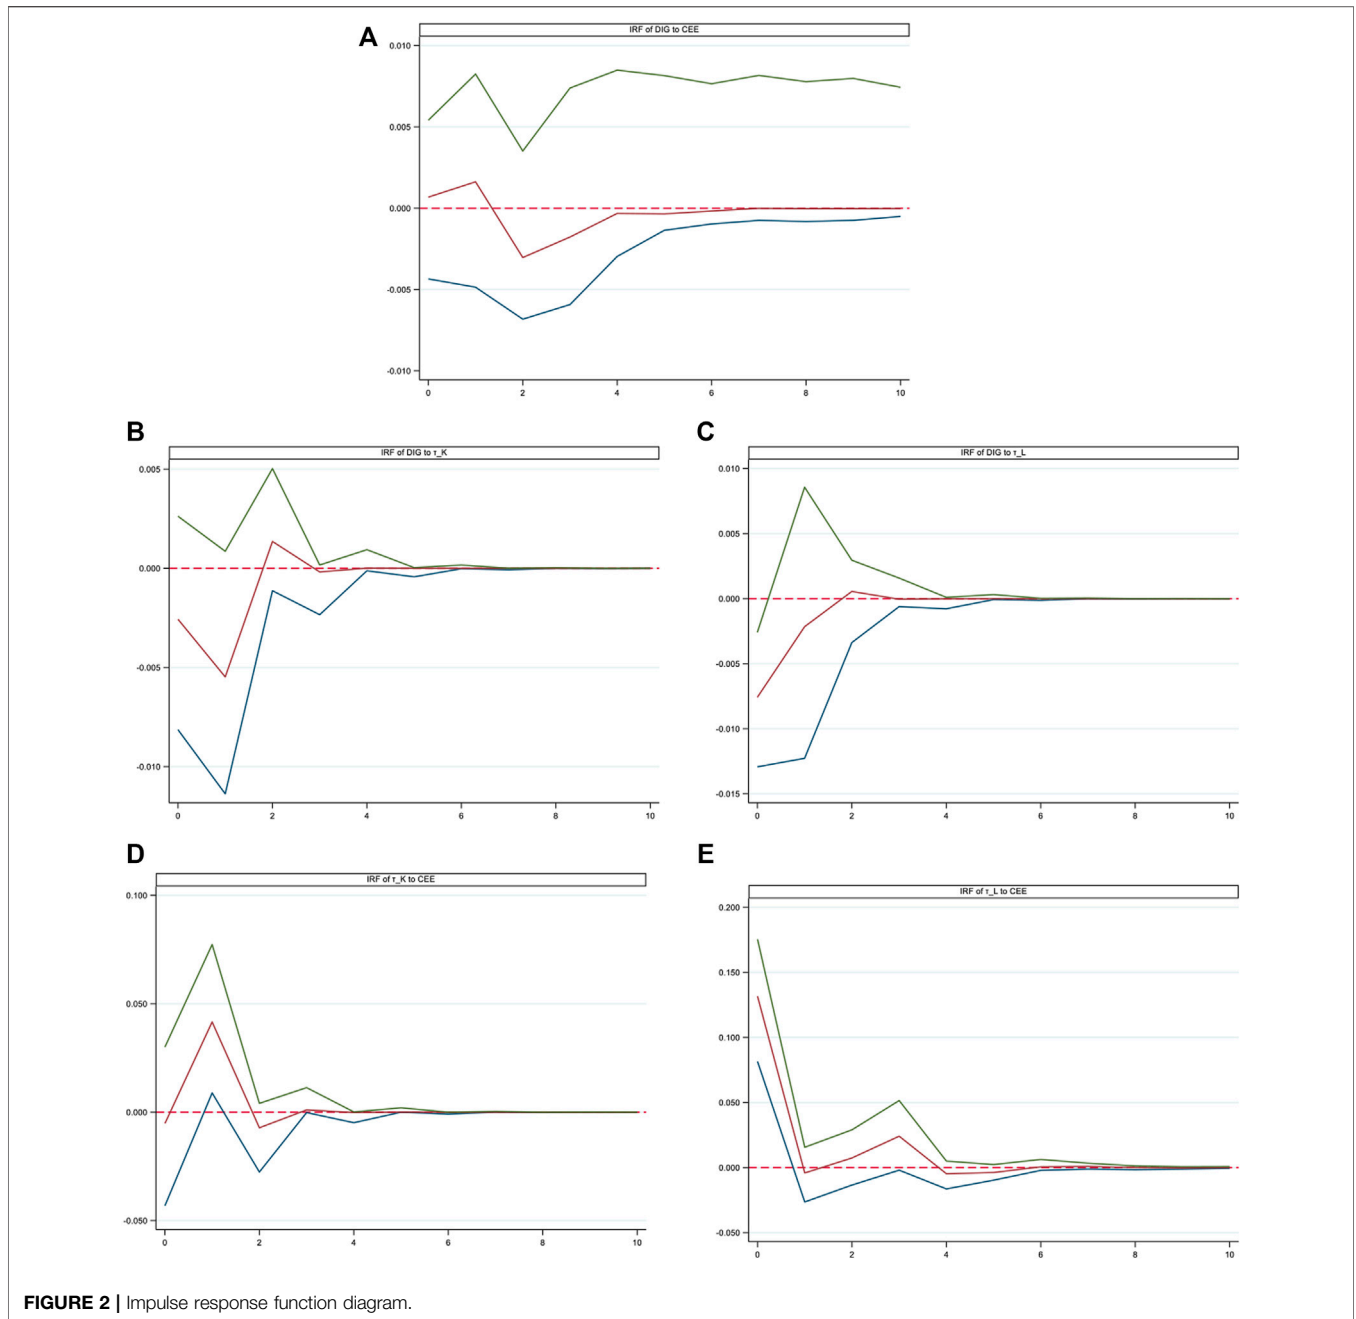 A
IRF of DIG to CEE
0.010
0.005
0.000
-0.005
-0.010
0 2 4 6 8 10
B
IRF of DIG to τ_K
0.005
0.000
-0.005
-0.010
0 2 4 6 8 10
C
IRF of DIG to τ_L
0.010
0.005
0.000
-0.005
-0.010
-0.015
0 2 4 6 8 10
D
IRF of τ_K to CEE
0.100
0.050
0.000
-0.050
0 2 4 6 8 10
E
IRF of τ_L to CEE
0.200
0.150
0.100
0.050
0.000
-0.050
0 2 4 6 8 10
FIGURE 2 | Impulse response function diagram.